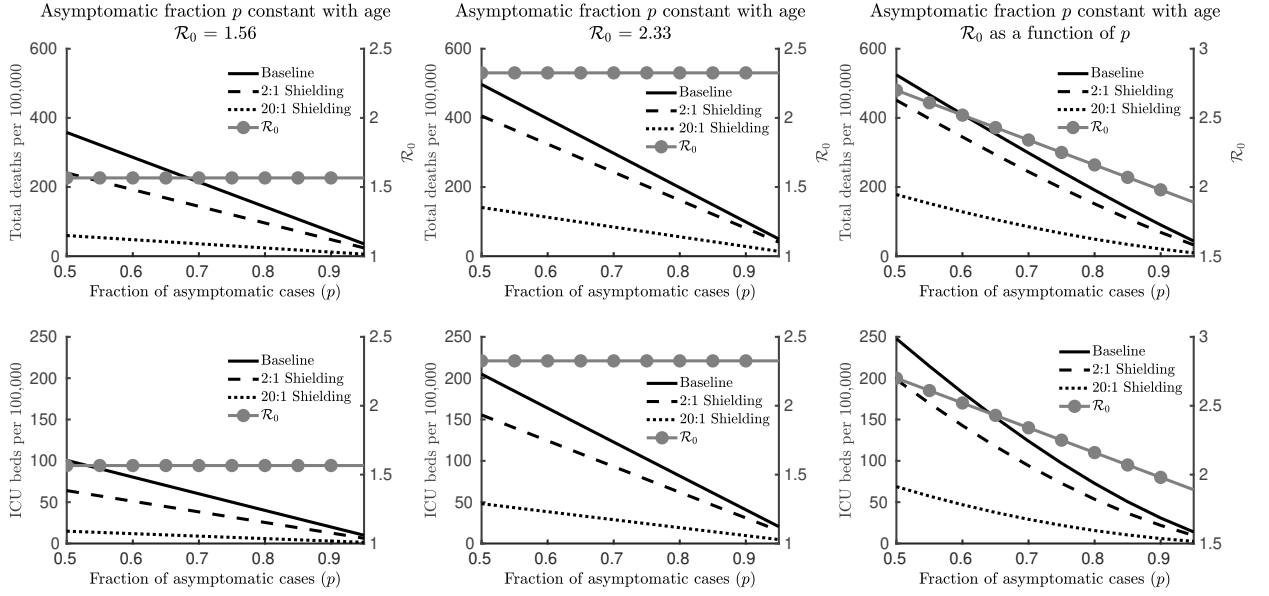 Asymptomatic fraction p constant with age
R₀ = 1.56
600
400
200
0
2.5
2
1.5
1
Total deaths per 100,000
R₀
Baseline
2:1 Shielding
20:1 Shielding
R₀
0.5 0.6 0.7 0.8 0.9
Fraction of asymptomatic cases (p)
Asymptomatic fraction p constant with age
R₀ = 2.33
600
400
200
0
2.5
2
1.5
1
Total deaths per 100,000
R₀
Baseline
2:1 Shielding
20:1 Shielding
R₀
0.5 0.6 0.7 0.8 0.9
Fraction of asymptomatic cases (p)
Asymptomatic fraction p constant with age
R₀ as a function of p
600
400
200
0
3
2.5
2
1.5
Total deaths per 100,000
R₀
Baseline
2:1 Shielding
20:1 Shielding
R₀
0.5 0.6 0.7 0.8 0.9
Fraction of asymptomatic cases (p)
250
200
150
100
50
0
2.5
2
1.5
1
ICU beds per 100,000
Baseline
2:1 Shielding
20:1 Shielding
R₀
0.5 0.6 0.7 0.8 0.9
Fraction of asymptomatic cases (p)
250
200
150
100
50
0
2.5
2
1.5
1
ICU beds per 100,000
Baseline
2:1 Shielding
20:1 Shielding
R₀
0.5 0.6 0.7 0.8 0.9
Fraction of asymptomatic cases (p)
250
200
150
100
50
0
3
2.5
2
1.5
ICU beds per 100,000
Baseline
2:1 Shielding
20:1 Shielding
R₀
0.5 0.6 0.7 0.8 0.9
Fraction of asymptomatic cases (p)